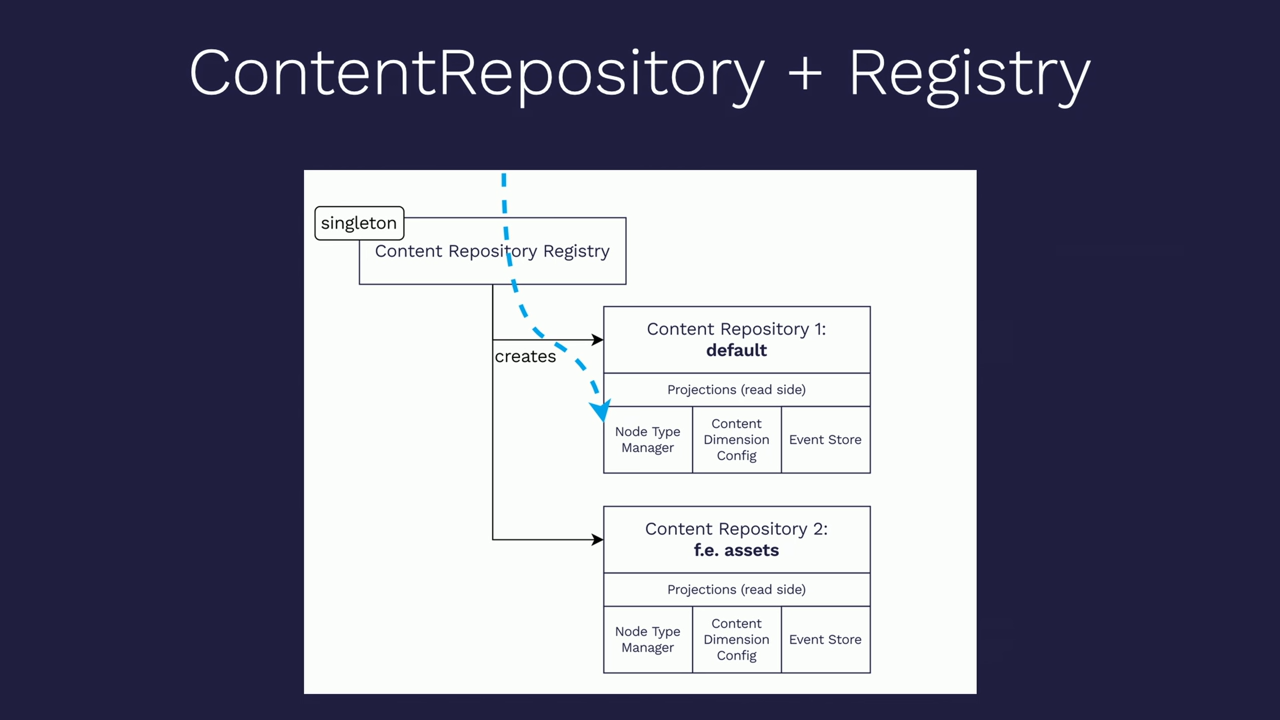 ContentRepository + Registry
singleton
Content Repository Registry
creates
Content Repository 1:
default
Projections (read side)
Node Type
Manager
Content
Dimension
Config
Event Store
Content Repository 2:
f.e. assets
Projections (read side)
Node Type
Manager
Content
Dimension
Config
Event Store